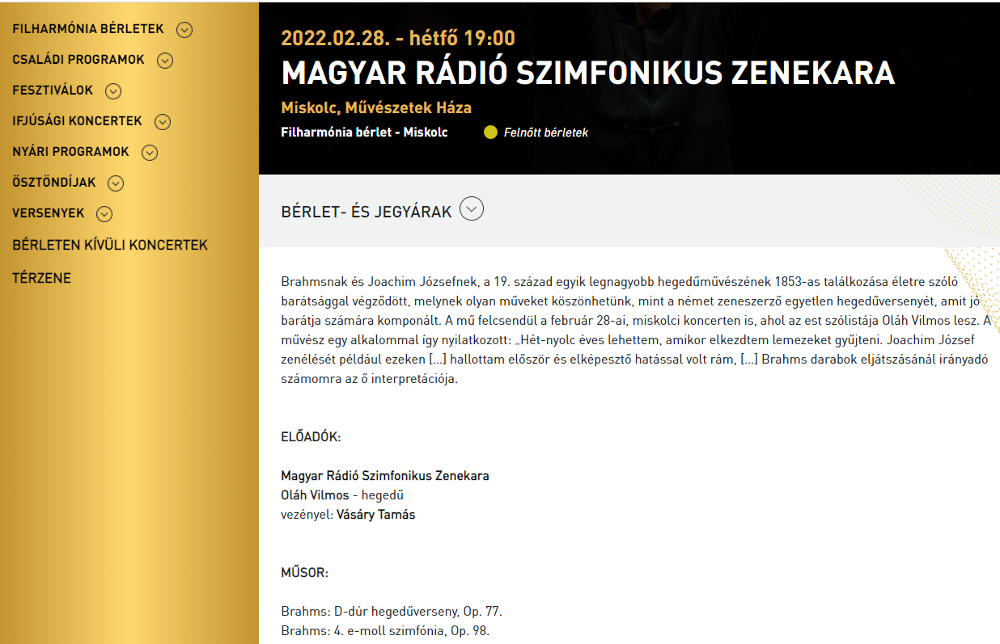 FILHARMÓNIA BÉRLETEK
CSALÁDI PROGRAMOK
FESZTIVÁLOK
IFJÚSÁGI KONCERTEK
NYÁRI PROGRAMOK
ÖSZTÖNDÍJAK
VERSENYEK
BÉRLETEN KÍVÜLI KONCERTEK
TÉRZENE
2022.02.28. - hétfő 19:00
MAGYAR RÁDIÓ SZIMFONIKUS ZENEKARA
Miskolc, Művészetek Háza
Filharmónia bérlet - Miskolc Felnőtt bérletek
BÉRLET- ÉS JEGYÁRAK
Brahmsnak és Joachim Józsefnek, a 19. század egyik legnagyobb hegedűművészének 1853-as találkozása életre szóló
barátsággal végződött, melynek olyan műveket köszönhetünk, mint a német zeneszerző egyetlen hegedűversenyét, amit jó
barátja számára komponált. A mű felcsendül a február 28-ai, miskolci koncerten is, ahol az est szólistája Oláh Vilmos lesz. A
művész egy alkalommal így nyilatkozott: „Hét-nyolc éves lehettem, amikor elkezdtem lemezeket gyűjteni. Joachim József
zenélését például ezeken [...] hallottam először és elképesztő hatással volt rám, [...] Brahms darabok eljátszásánál irányadó
számomra az ő interpretációja.
ELŐADÓK:
Magyar Rádió Szimfonikus Zenekara
Oláh Vilmos - hegedű
vezényel: Vásáry Tamás
MŰSOR:
Brahms: D-dúr hegedűverseny, Op. 77.
Brahms: 4. e-moll szimfónia, Op. 98.